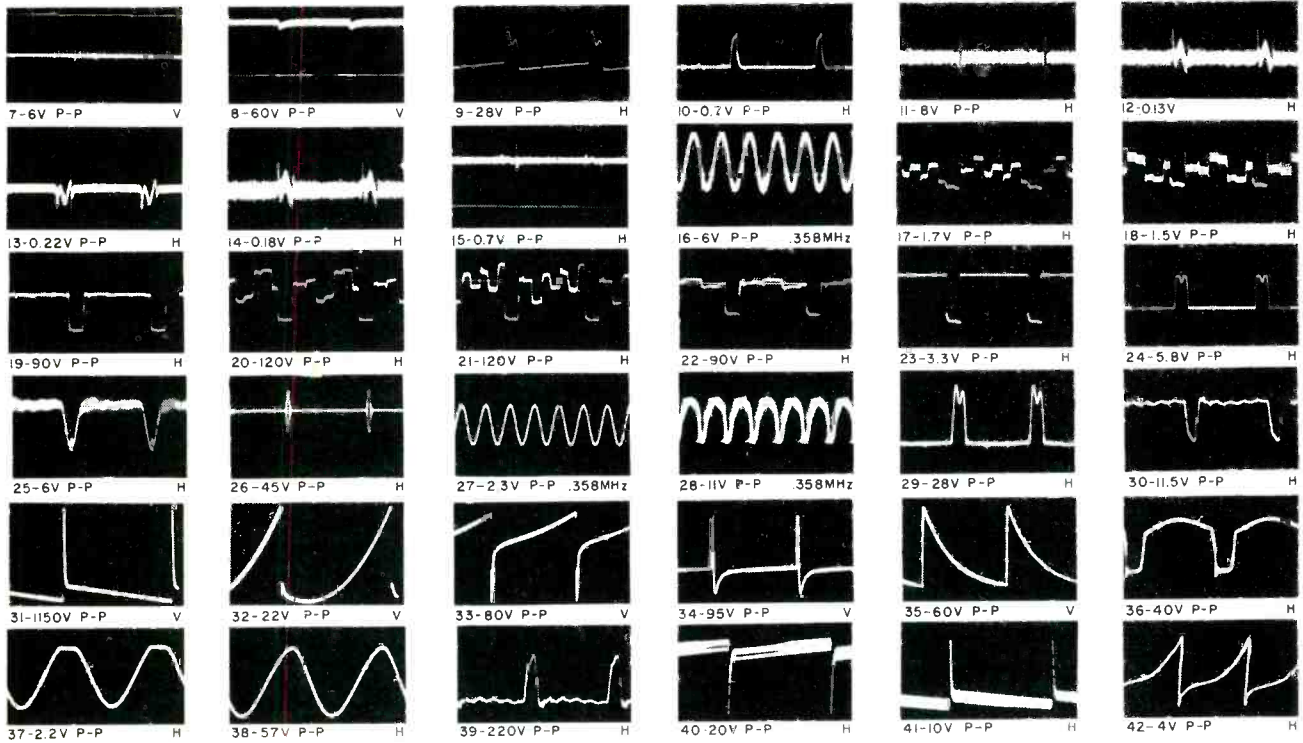 7-6V P-P V
8-60V P-P V
9-28V P-P H
10-0.2V P-P H
11-8V P-P H
12-0.13V H
13-0.22V P-P H
14-0.18V P-P H
15-0.7V P-P H
16-6V P-P .358MHz
17-1.7V P-P H
18-1.5V P-P H
19-90V P-P H
20-120V P-P H
21-120V P-P H
22-90V P-P H
23-3.3V P-P H
24-5.8V P-P H
25-6V P-P H
26-45V P-P H
27-2.3V P-P .358MHz
28-11V P-P .358MHz
29-28V P-P H
30-11.5V P-P H
31-1150V P-P V
32-22V P-P V
33-80V P-P V
34-95V P-P V
35-60V P-P V
36-40V P-P H
37-2.2V P-P H
38-57V P-P H
39-220V P-P H
40-20V P-P H
41-10V P-P H
42-4V P-P H